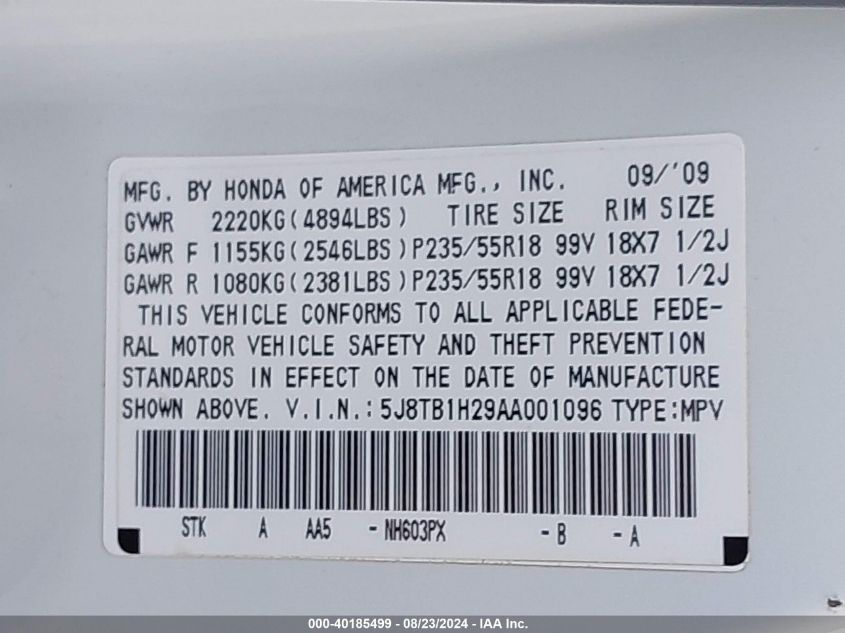 MFG. BY HONDA OF AMERICA MFG., INC. 09/'09
GVWR 2220KG(4894LBS) TIRE SIZE RIM SIZE
GAWR F 1155KG(2546LBS)P235/55R18 99V 18X7 1/2J
GAWR R 1080KG(2381LBS)P235/55R18 99V 18X7 1/2J
THIS VEHICLE CONFORMS TO ALL APPLICABLE FEDE-
RAL MOTOR VEHICLE SAFETY AND THEFT PREVENTION
STANDARDS IN EFFECT ON THE DATE OF MANUFACTURE
SHOWN ABOVE. V.I.N.:5J8TB1H29AA001096 TYPE:MPV
STK A AA5 -NH603PX -B -A
000-40185499 - 08/23/2024 - IAA Inc.